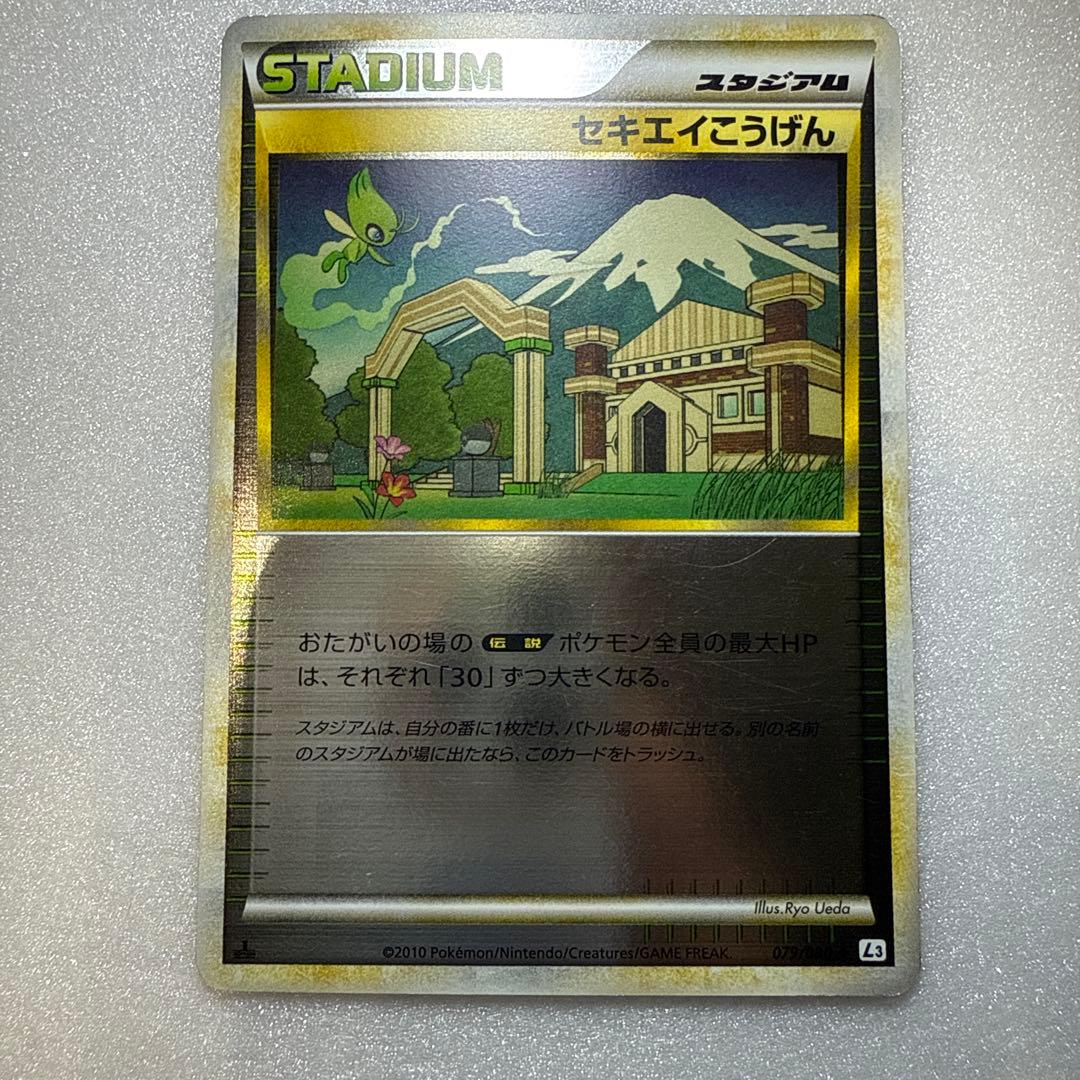 STADIUM スタジアム
セキエイこうげん
おたがいの場の 伝説 ポケモン全員の最大HP
は、それぞれ「30」ずつ大きくなる。
スタジアムは、自分の番に1枚だけ、バトル場の横に出せる。別の名前
のスタジアムが場に出たなら、このカードをトラッシュ。
Illus.Ryo Ueda
1 ©2010 Pokémon/Nintendo/Creatures/GAME FREAK. 079/080 L3